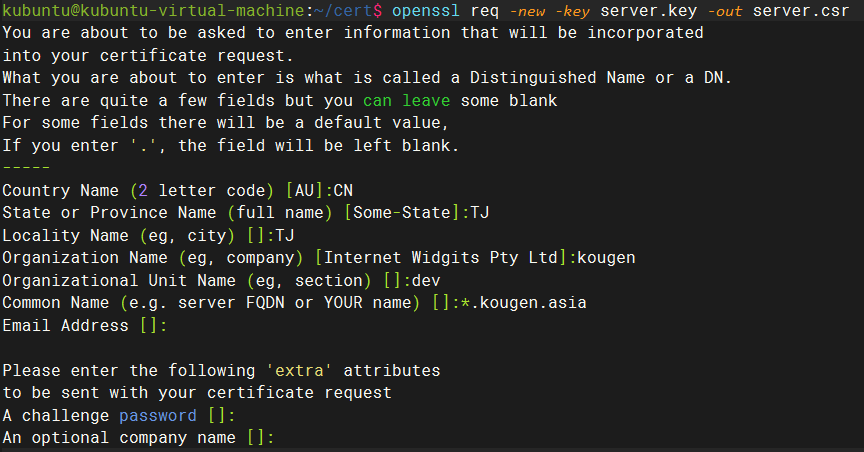 kubuntu@kubuntu-virtual-machine:~/cert$ openssl req -new -key server.key -out server.csr
You are about to be asked to enter information that will be incorporated
into your certificate request.
What you are about to enter is what is called a Distinguished Name or a DN.
There are quite a few fields but you can leave some blank
For some fields there will be a default value,
If you enter '.', the field will be left blank.
-----
Country Name (2 letter code) [AU]:CN
State or Province Name (full name) [Some-State]:TJ
Locality Name (eg, city) []:TJ
Organization Name (eg, company) [Internet Widgits Pty Ltd]:kougen
Organizational Unit Name (eg, section) []:dev
Common Name (e.g. server FQDN or YOUR name) []:*.kougen.asia
Email Address []:

Please enter the following 'extra' attributes
to be sent with your certificate request
A challenge password []:
An optional company name []: